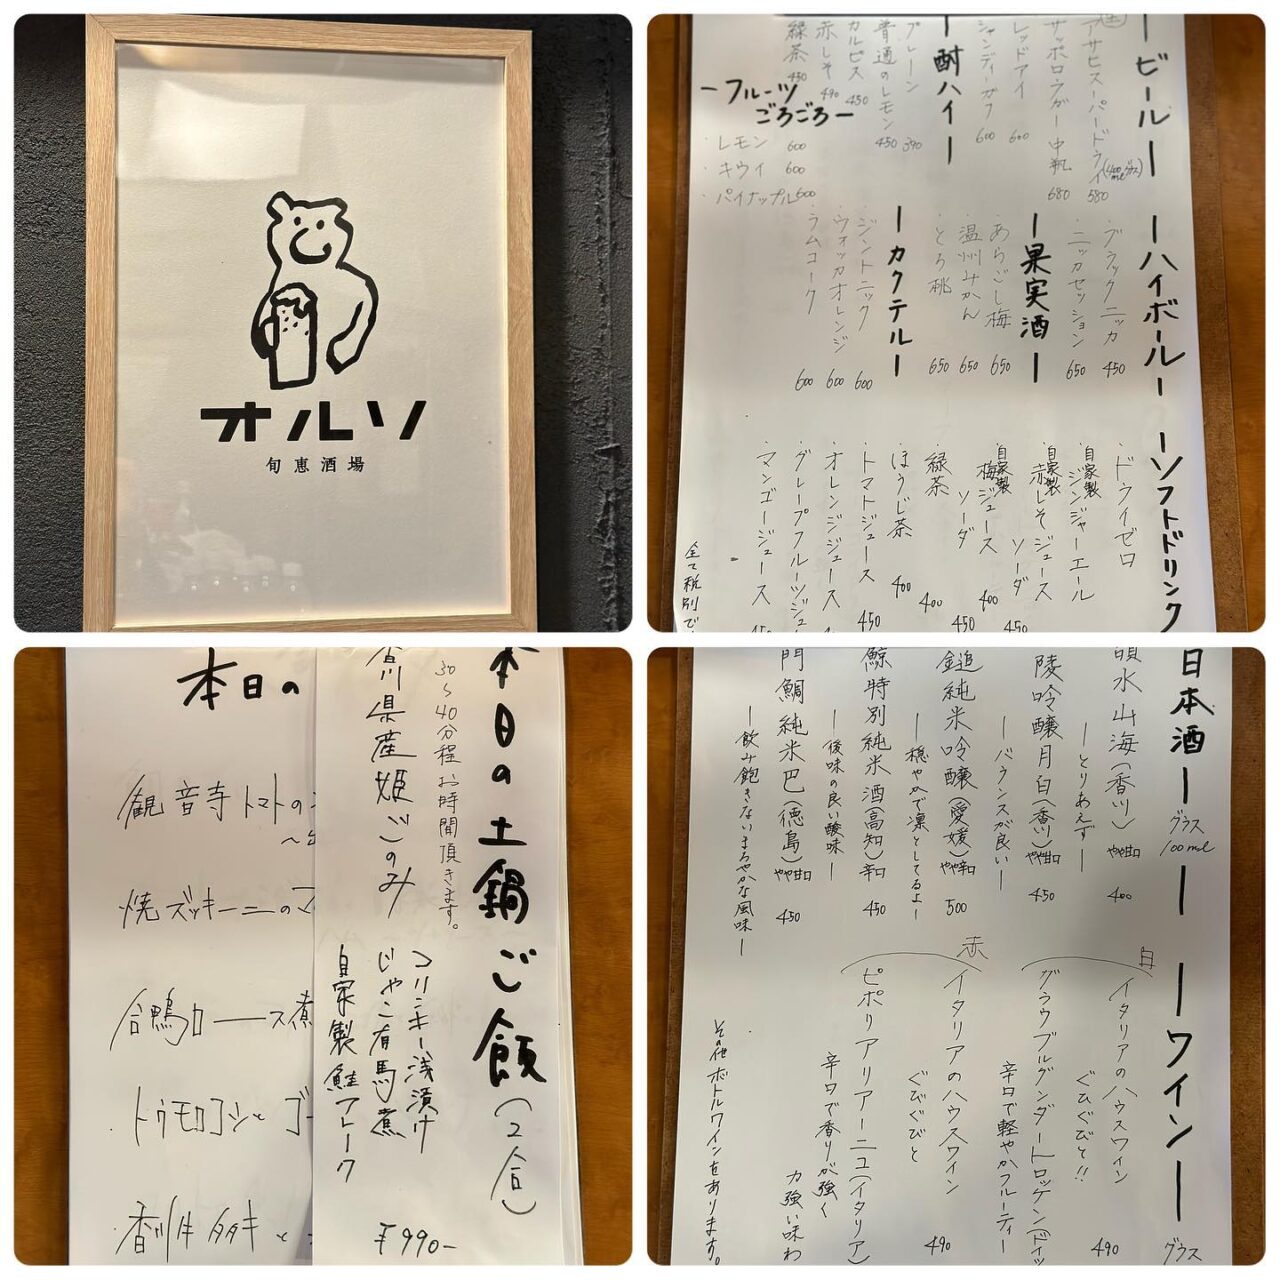 オルソ
旬恵酒場
ービールー
アサヒスーパードライ(400mlグラス) 580
サッポロラガー中瓶 680
レッドアイ 600
シャンディーガフ 600
ー酎ハイー
プレーン 390
普通のレモン 450
カルピス 450
赤しそ 490
緑茶 450
ーフルーツ
ごろごろー
・レモン 600
・キウイ 600
・パイナップル 600
ーハイボールー
・ブラックニッカ 450
・ニッカセッション 650
ー果実酒ー
・あらごし梅 650
・温州みかん 650
・とろ桃 650
ーカクテルー
・ジントニック 600
・ウォッカオレンジ 600
・ラムコーク 600
ーソフトドリンク
・ドライゼロ
・自家製ジンジャーエール
・自家製赤しそジュース
ソーダ 450
・自家製梅ジュース 400
ソーダ 450
・緑茶 400
・ほうじ茶 400
・トマトジュース 450
・オレンジジュース
・グレープフルーツジュ
・マンゴージュース
全て税別で
本日の
観音寺トマトの
焼ズッキーニの
合鴨ロース煮
・トウモロコシと
・香川牛タタキと
本日の土鍋ご飯(2合)
30〜40分程お時間頂きます。
香川県産姫ごのみ
コリンキー浅漬け
じゃこ有馬煮
自家製鮭フレーク
¥990-
日本酒ー グラス
100ml
水山海(香川) やや甘口 400
ーとりあえずー
陵吟醸月白(香川) やや甘口 450
ーバランスが良いー
鎚純米吟醸(愛媛) やや辛口 500
ー穏やかで凛としてるよー
鯨特別純米酒(高知) 辛口 450
ー後味の良い酸味ー
門鯛純米巴(徳島) やや甘口 450
ー飲み飽きないまろやかな風味ー
ーワインー グラス
白
・イタリアのハウスワイン 490
ぐびぐびと!!
グラウブルグンダートロッケン(ドイツ
辛口で軽やかフルーティー
赤
・イタリアのハウスワイン 490
ぐびぐびと
ピポリアリアーニコ(イタリア)
辛口で香りが強く
力強い味わ
その他ボトルワインもあります。